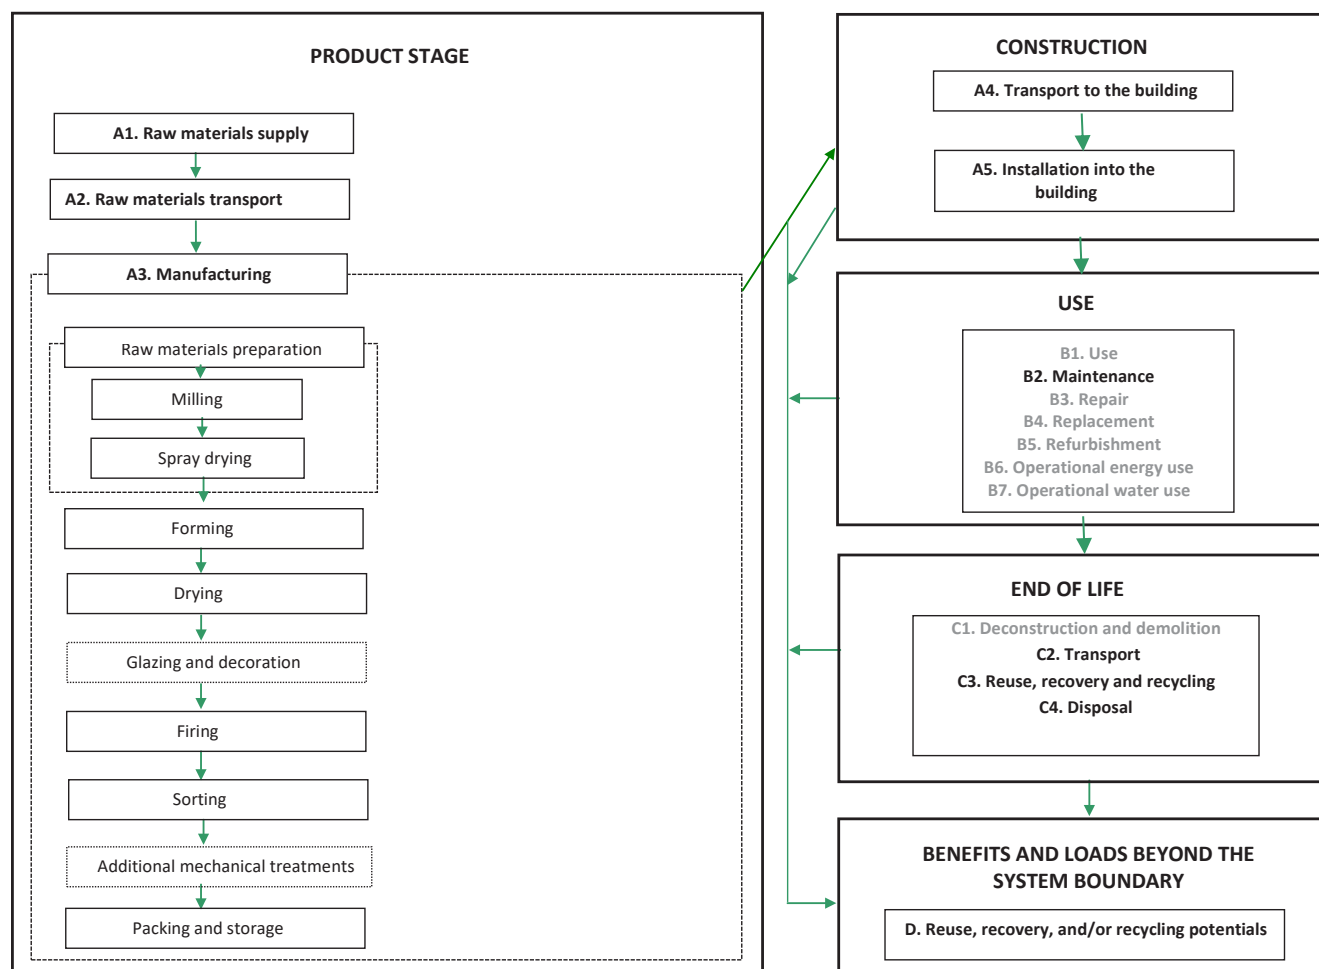 PRODUCT STAGE
A1. Raw materials supply
A2. Raw materials transport
A3. Manufacturing
Raw materials preparation
Milling
Spray drying
Forming
Drying
Glazing and decoration
Firing
Sorting
Additional mechanical treatments
Packing and storage
CONSTRUCTION
A4. Transport to the building
A5. Installation into the
building
USE
B1. Use
B2. Maintenance
B3. Repair
B4. Replacement
B5. Refurbishment
B6. Operational energy use
B7. Operational water use
END OF LIFE
C1. Deconstruction and demolition
C2. Transport
C3. Reuse, recovery and recycling
C4. Disposal
BENEFITS AND LOADS BEYOND THE
SYSTEM BOUNDARY
D. Reuse, recovery, and/or recycling potentials